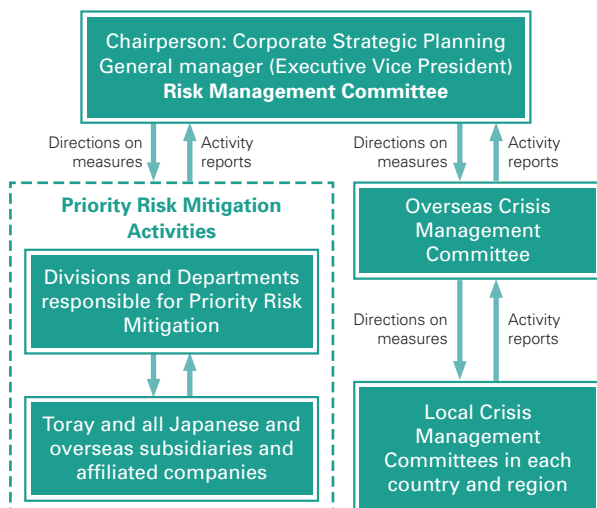 Chairperson: Corporate Strategic Planning
General manager (Executive Vice President)
Risk Management Committee
Directions on
measures
Activity
reports
Directions on
measures
Activity
reports
Priority Risk Mitigation
Activities
Divisions and Departments
responsible for Priority Risk
Mitigation
Toray and all Japanese and
overseas subsidiaries and
affiliated companies
Overseas Crisis
Management
Committee
Directions on
measures
Activity
reports
Local Crisis
Management
Committees in each
country and region